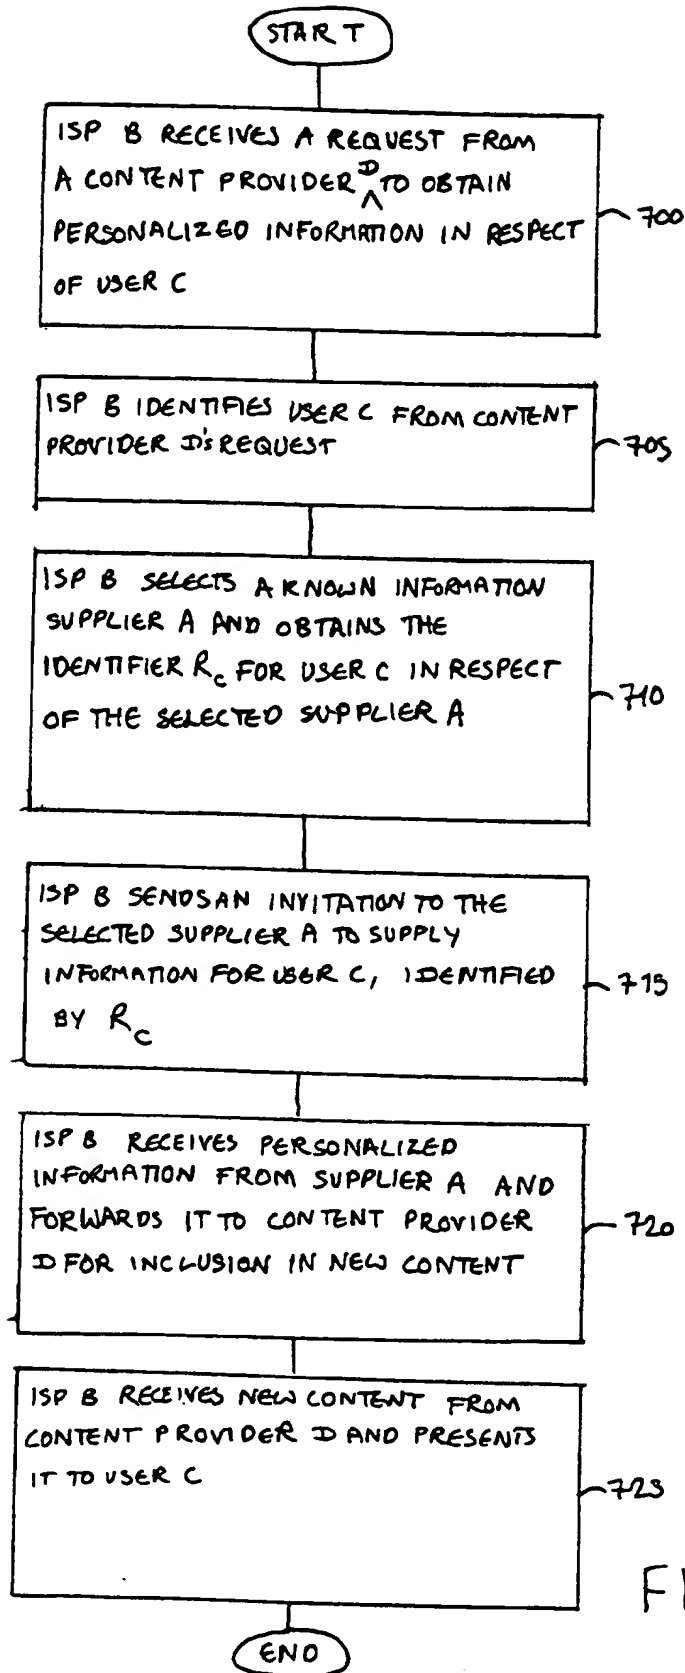 START
ISP B RECEIVES A REQUEST FROM
A CONTENT PROVIDER D TO OBTAIN
PERSONALIZED INFORMATION IN RESPECT
OF USER C
700
ISP B IDENTIFIES USER C FROM CONTENT
PROVIDER D'S REQUEST
705
ISP B SELECTS A KNOWN INFORMATION
SUPPLIER A AND OBTAINS THE
IDENTIFIER Rc FOR USER C IN RESPECT
OF THE SELECTED SUPPLIER A
710
ISP B SENDS AN INVITATION TO THE
SELECTED SUPPLIER A TO SUPPLY
INFORMATION FOR USER C, IDENTIFIED
BY Rc
715
ISP B RECEIVES PERSONALIZED
INFORMATION FROM SUPPLIER A AND
FORWARDS IT TO CONTENT PROVIDER
D FOR INCLUSION IN NEW CONTENT
720
ISP B RECEIVES NEW CONTENT FROM
CONTENT PROVIDER D AND PRESENTS
IT TO USER C
725
END